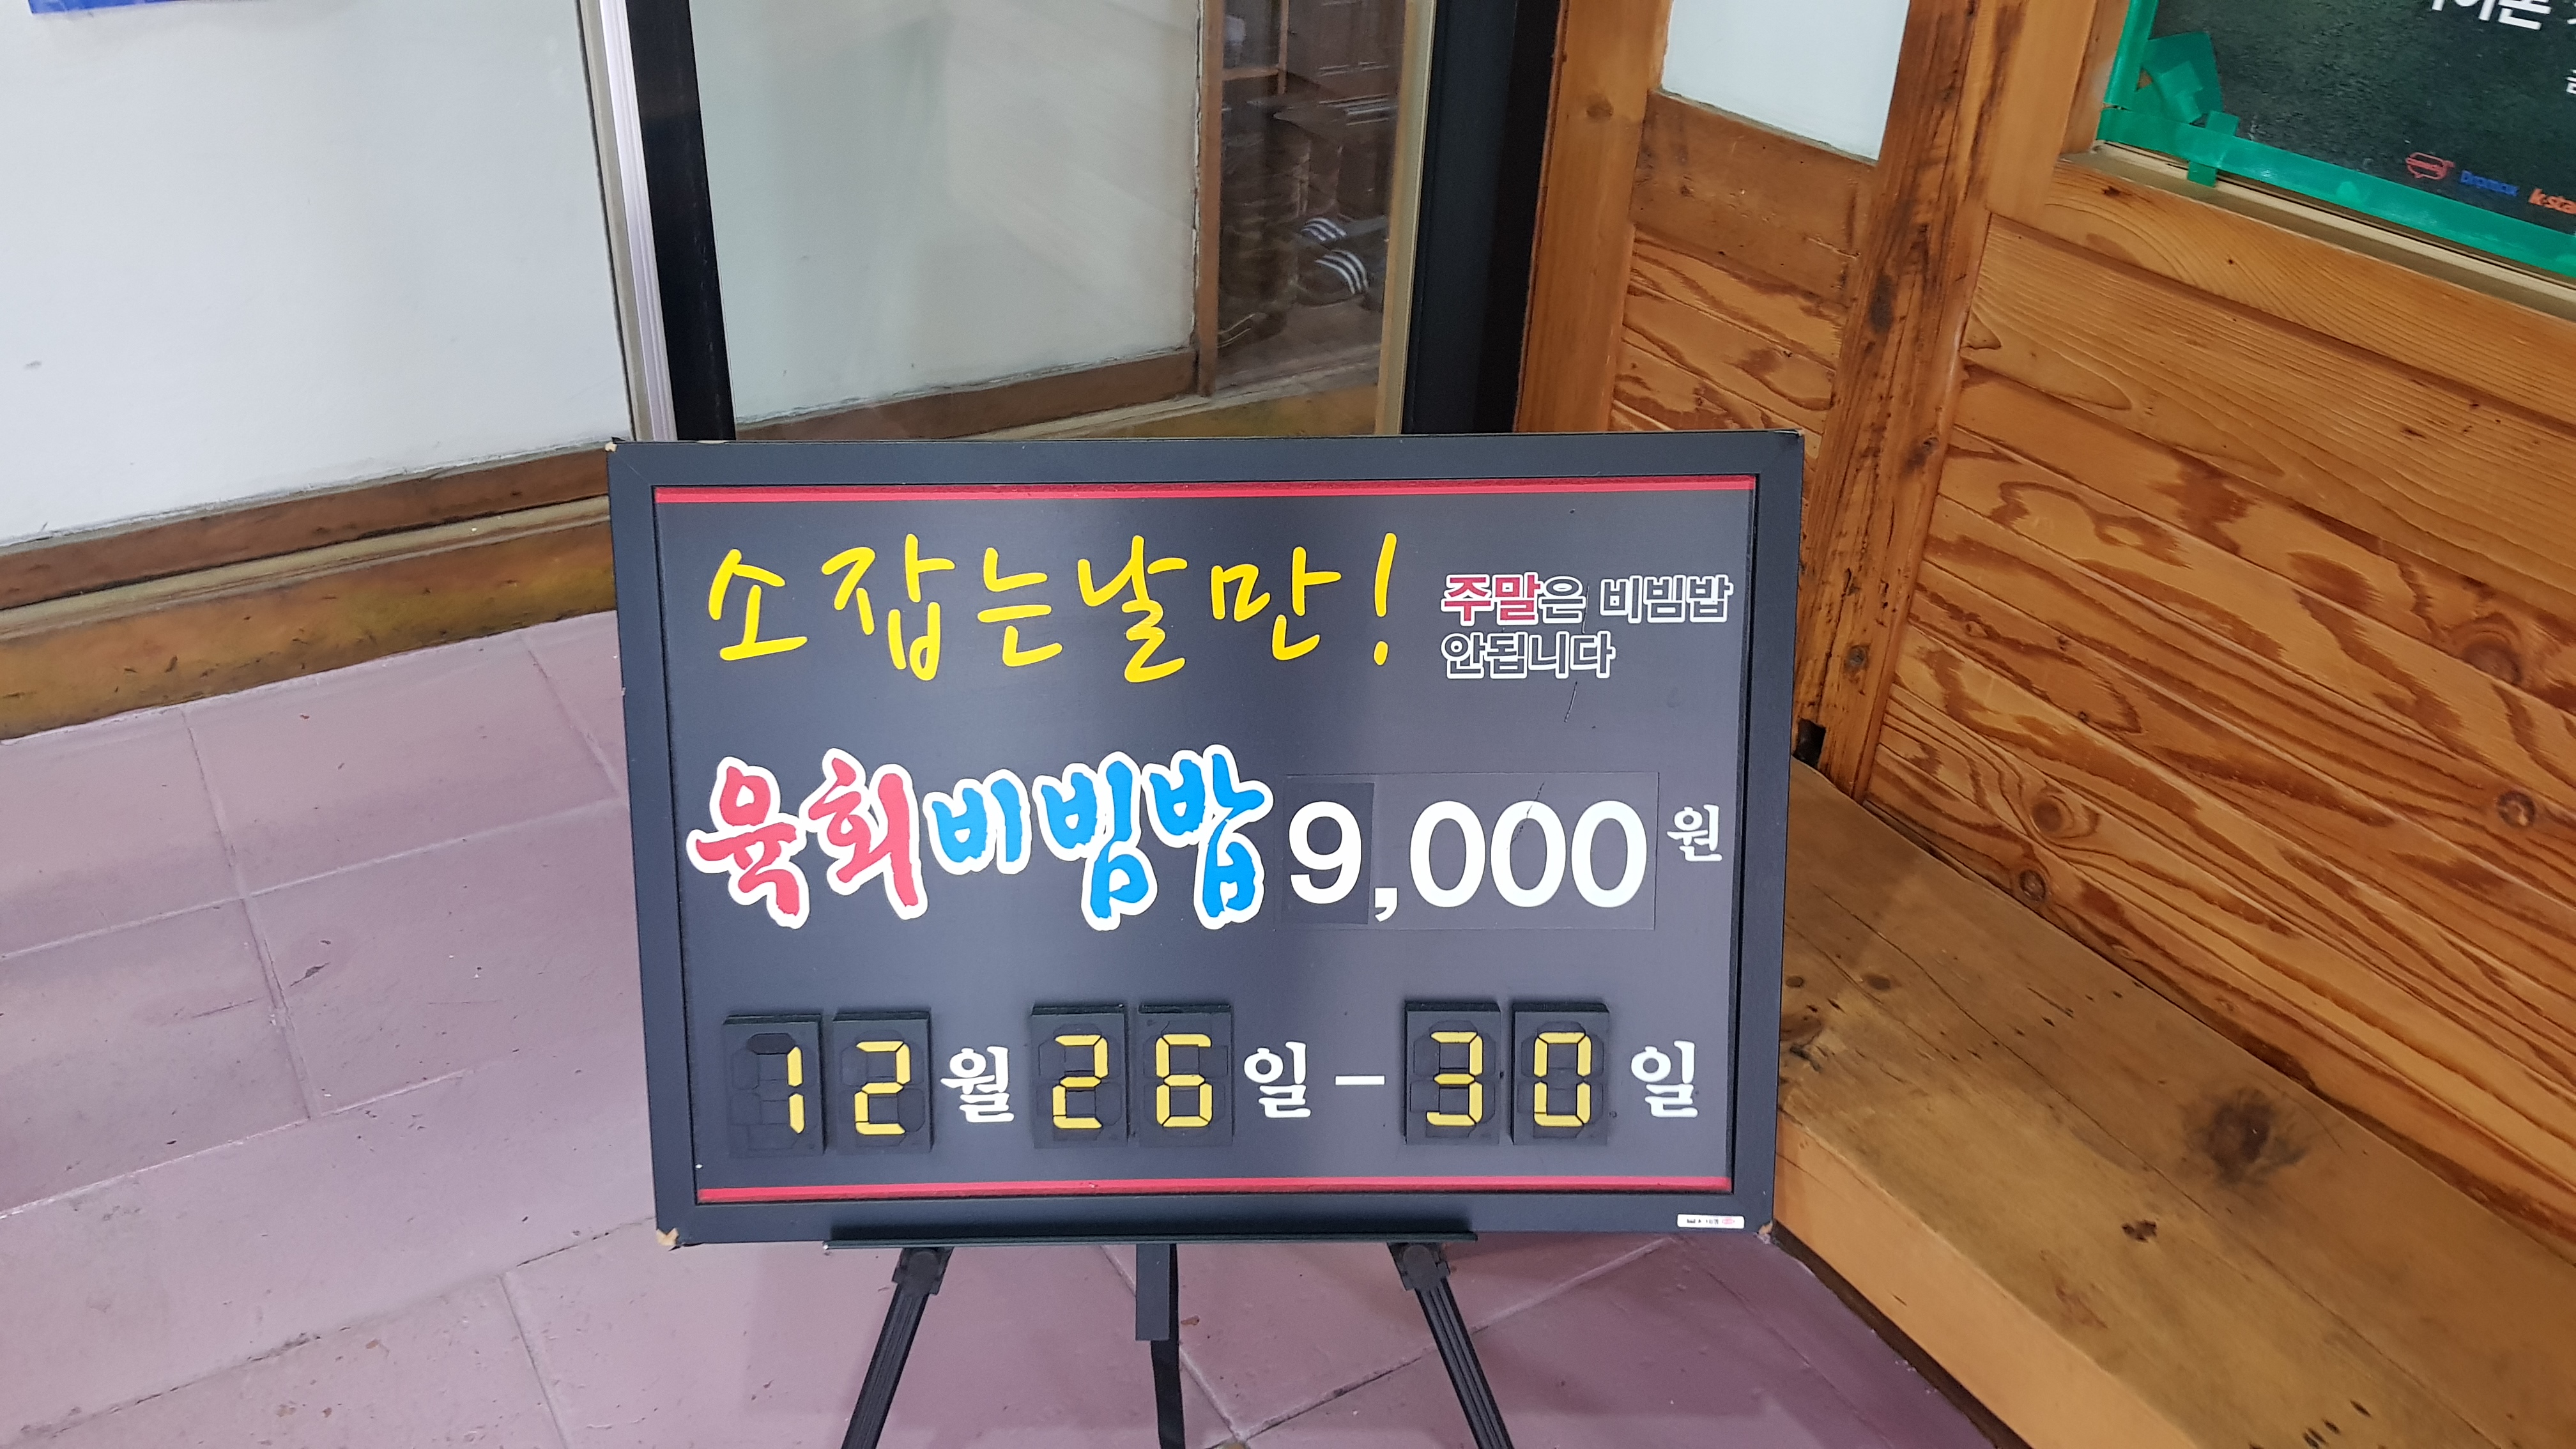 소잡는날만!
주말은 비빔밥
안됩니다
육회비빔밥 9,000원
12월 26일 - 30일